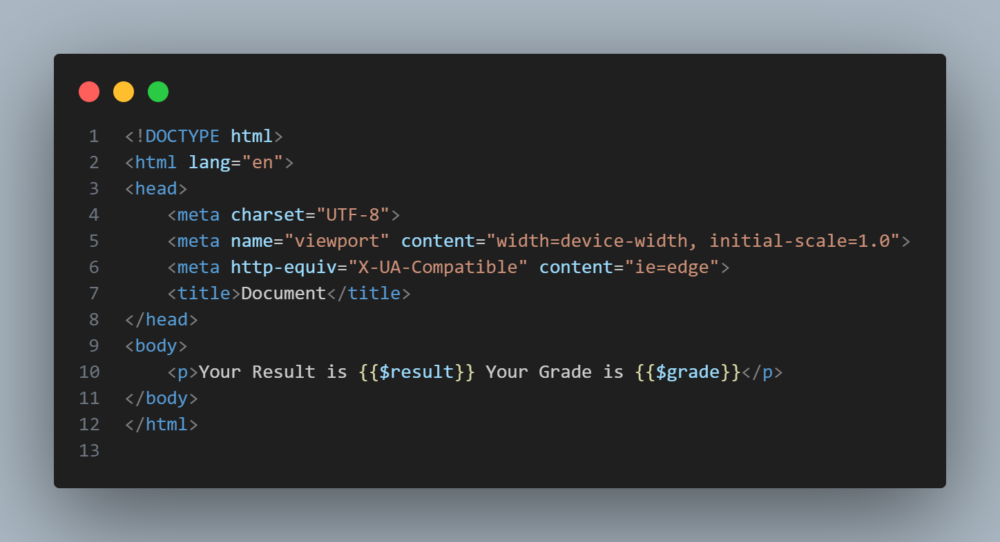 1 <!DOCTYPE html>
2 <html lang="en">
3 <head>
4     <meta charset="UTF-8">
5     <meta name="viewport" content="width=device-width, initial-scale=1.0">
6     <meta http-equiv="X-UA-Compatible" content="ie=edge">
7     <title>Document</title>
8 </head>
9 <body>
10     <p>Your Result is {{$result}} Your Grade is {{$grade}}</p>
11 </body>
12 </html>
13